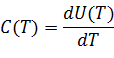 C(T) = dU(T)/dT